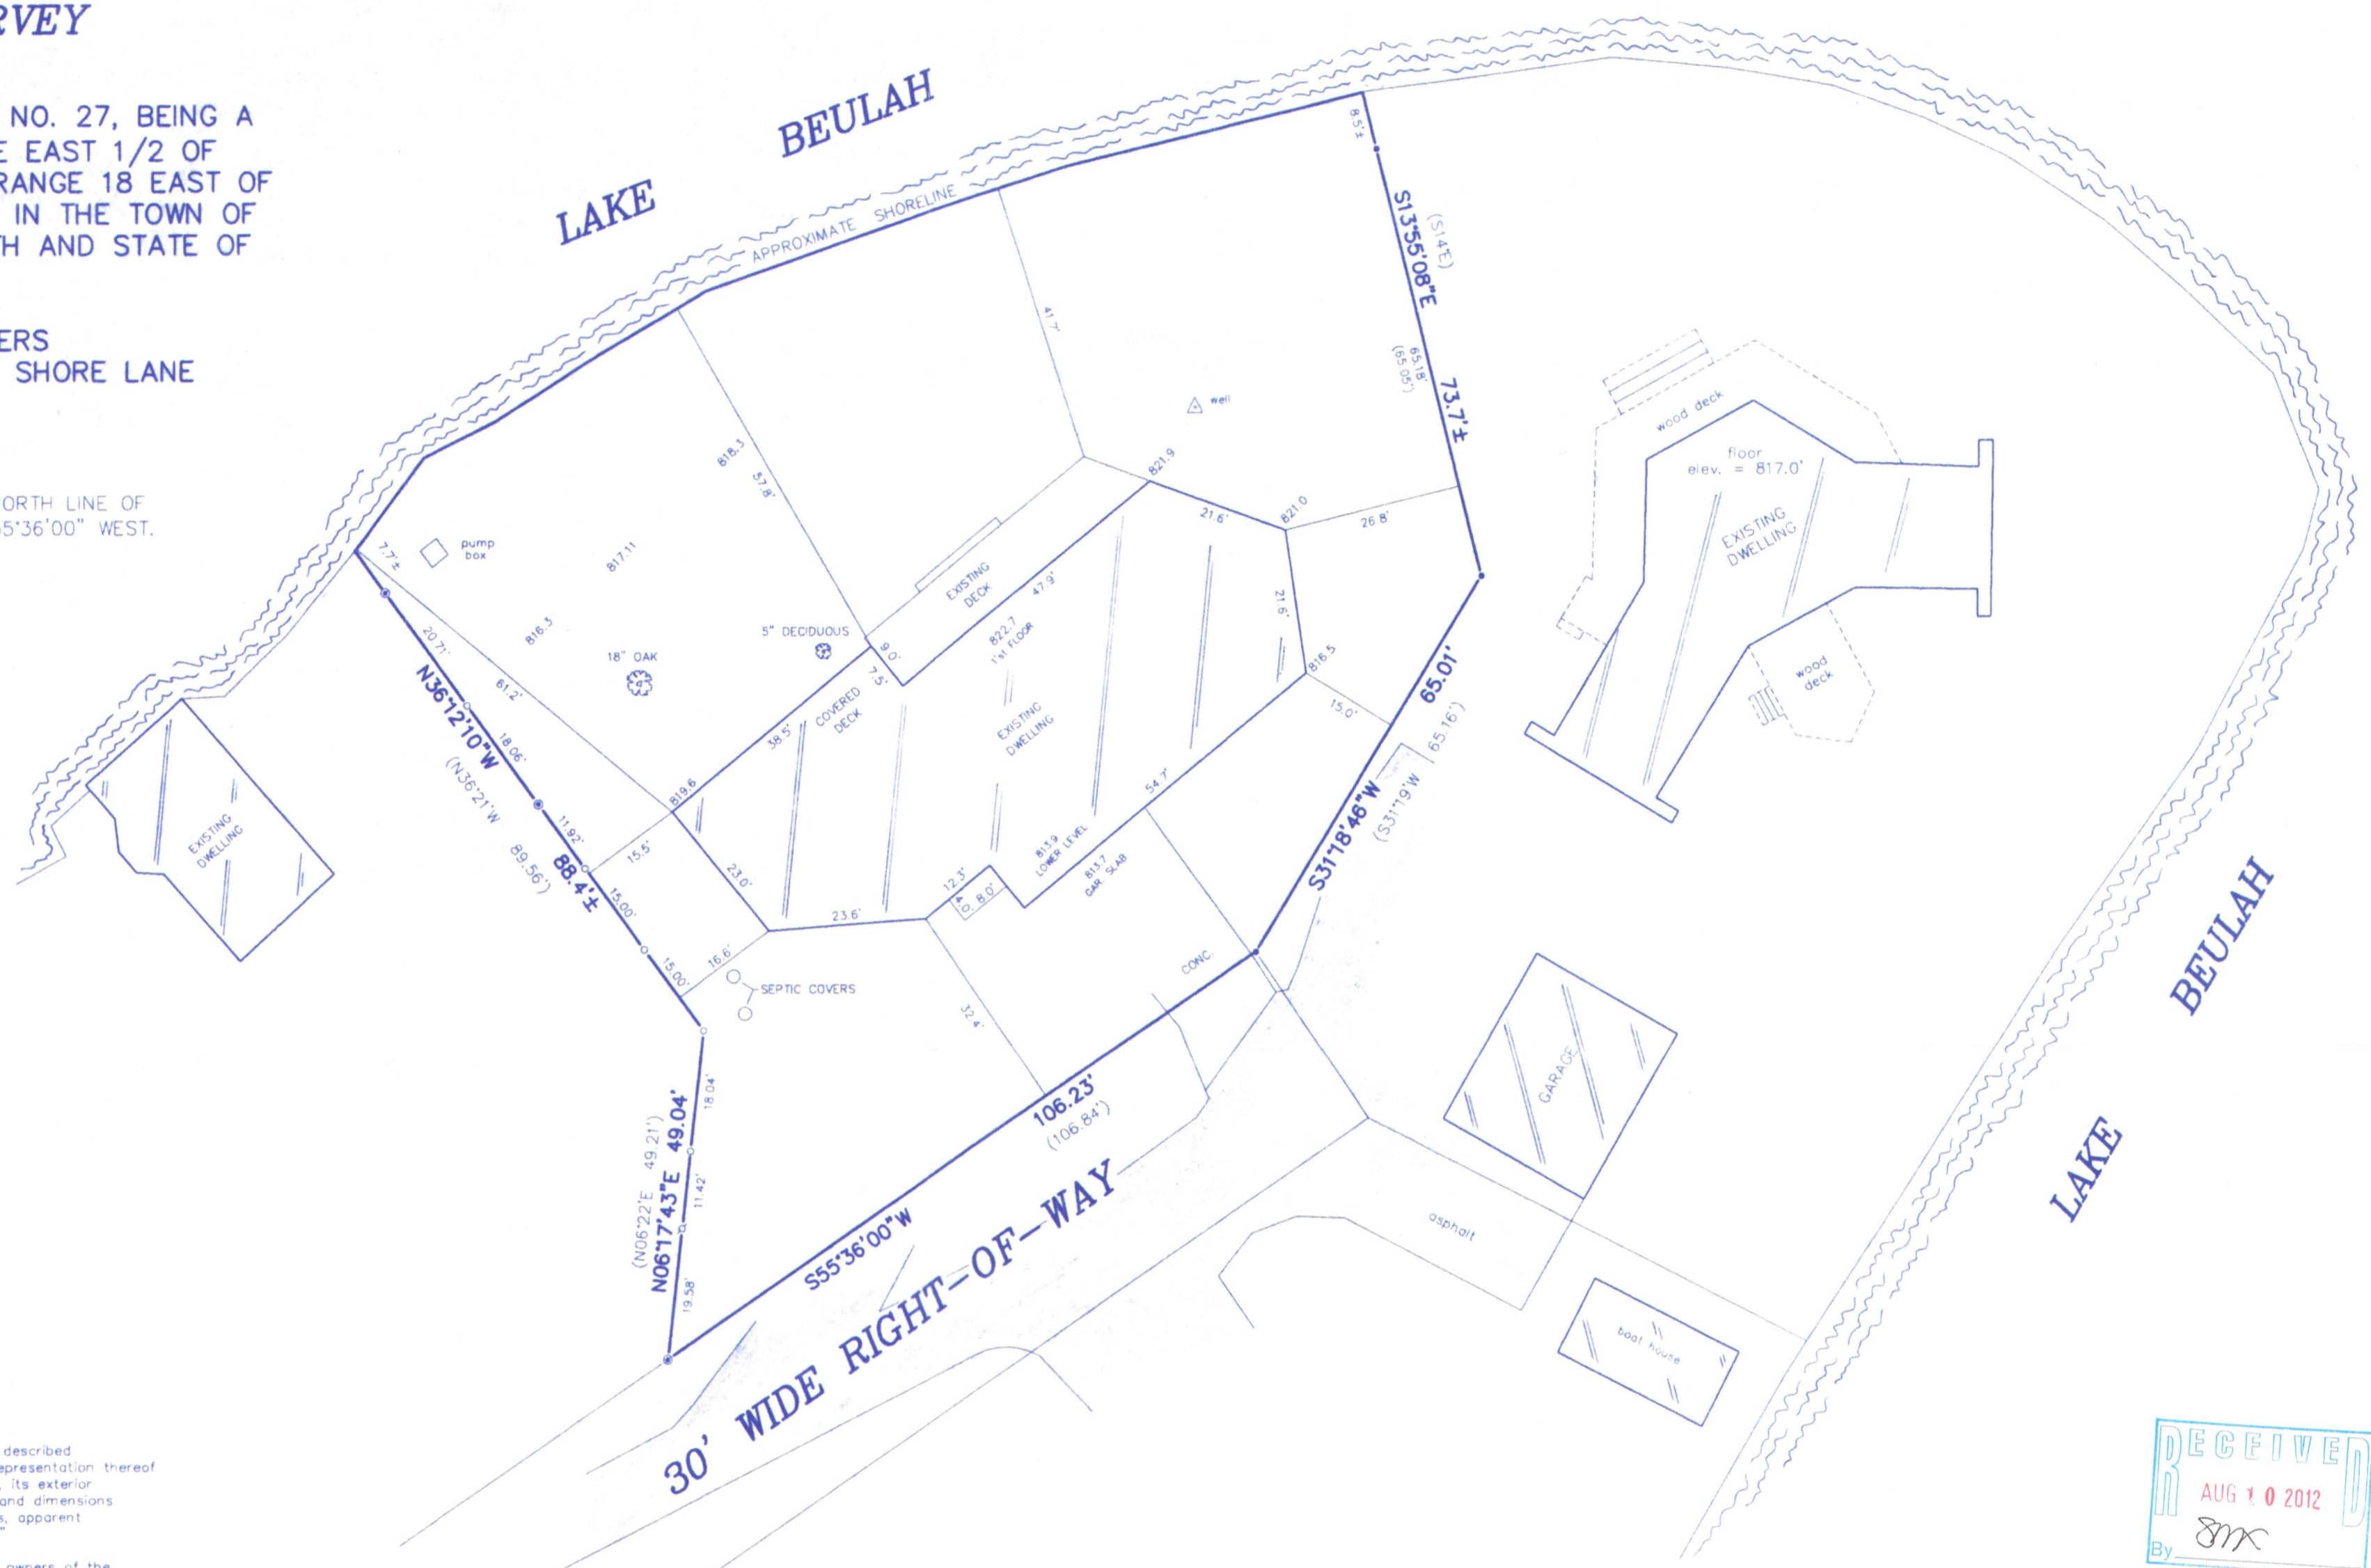 RVEY
NO. 27, BEING A
E EAST 1/2 OF
RANGE 18 EAST OF
IN THE TOWN OF
TH AND STATE OF
ERS
SHORE LANE
ORTH LINE OF
55°36'00" WEST.
LAKE BEULAH
APPROXIMATE SHORELINE
8.5'±
S13°55'08"E
(S14°E)
65.18'
(65.05')
73.7'±
41.7'
well
818.3
57.8'
821.9
21.6'
821.0
26.8'
7.7'±
pump
box
817.11
816.3
18" OAK
5" DECIDUOUS
EXISTING
DECK
47.9'
822.7
1'st FLOOR
9.0'
7.5'
COVERED
DECK
38.5'
EXISTING
DWELLING
21.6'
816.5
15.0'
65.01'
(S31°19'W 65.16')
S31°18'46"W
20.71'
61.2'
N36°12'10"W
(N36°21'W 89.56')
18.06'
11.92'
88.4'±
15.00'
15.00'
15.5'
819.6
23.0'
23.6'
12.3'
4.0'
8.0'
813.9
LOWER LEVEL
813.7
GAR. SLAB
54.7'
16.6'
SEPTIC COVERS
32.4'
CONC.
EXISTING
DWELLING
wood deck
floor
elev. = 817.0'
EXISTING
DWELLING
wood
deck
18.04'
(N06°22'E 49.21')
N06°17'43"E 49.04'
11.42'
19.58'
106.23'
(106.84')
S55°36'00"W
30' WIDE RIGHT-OF-WAY
GARAGE
asphalt
boat house
LAKE BEULAH
described
epresentation thereof
its exterior
and dimensions
s, apparent
owners of the
RECEIVED
AUG 10 2012
By SMK